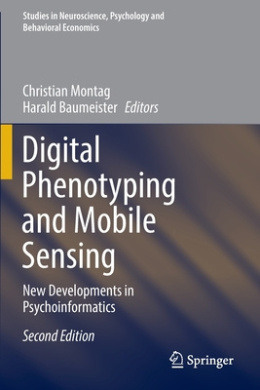 Studies in Neuroscience, Psychology and
Behavioral Economics
Christian Montag
Harald Baumeister Editors
Digital
Phenotyping
and Mobile
Sensing
New Developments in
Psychoinformatics
Second Edition
Springer